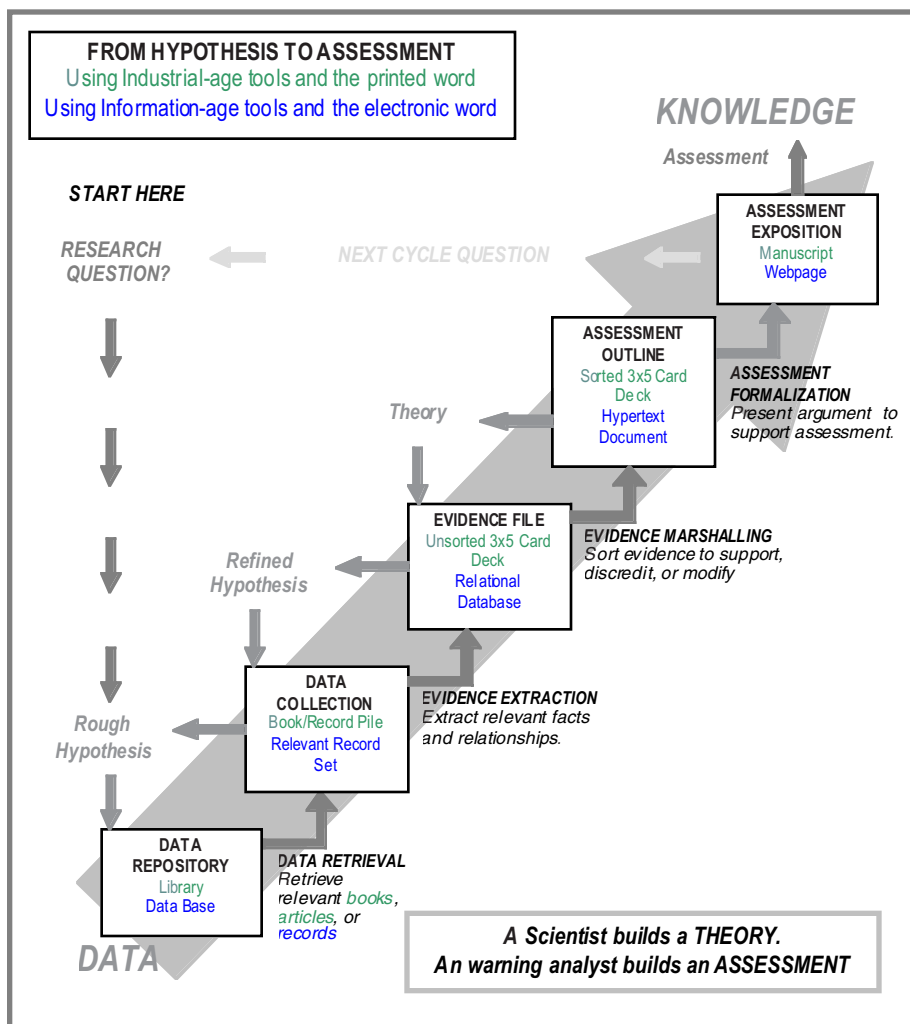 FROM HYPOTHESIS TO ASSESSMENT
Using Industrial-age tools and the printed word
Using Information-age tools and the electronic word
KNOWLEDGE
Assessment
START HERE
RESEARCH
QUESTION?
NEXT CYCLE QUESTION
ASSESSMENT
EXPOSITION
Manuscript
Webpage
ASSESSMENT
OUTLINE
Sorted 3x5 Card
Deck
Hypertext
Document
ASSESSMENT
FORMALIZATION
Present argument to
support assessment.
Theory
EVIDENCE FILE
Unsorted 3x5 Card
Deck
Relational
Database
EVIDENCE MARSHALLING
Sort evidence to support,
discredit, or modify
Refined
Hypothesis
DATA
COLLECTION
Book/Record Pile
Relevant Record
Set
EVIDENCE EXTRACTION
Extract relevant facts
and relationships.
Rough
Hypothesis
DATA
REPOSITORY
Library
Data Base
DATA RETRIEVAL
Retrieve
relevant books,
articles, or
records
DATA
A Scientist builds a THEORY.
An warning analyst builds an ASSESSMENT